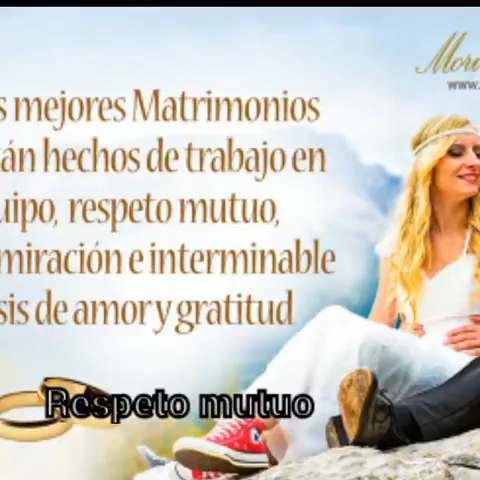 Mor
www.
s mejores Matrimonios
án hechos de trabajo en
uipo, respeto mutuo,
miración e interminable
sis de amor y gratitud
Respeto mutuo